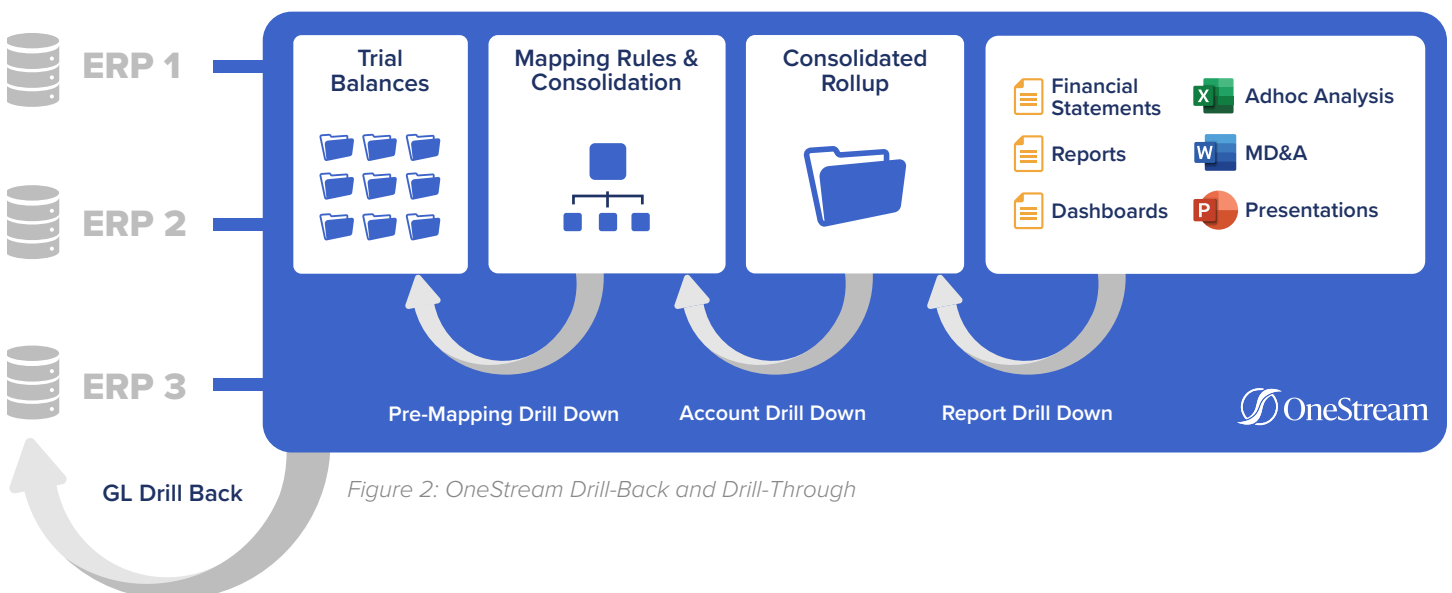 ERP 1
ERP 2
ERP 3
Trial
Balances
Mapping Rules &
Consolidation
Consolidated
Rollup
Financial
Statements
Reports
Dashboards
X
Adhoc Analysis
W
MD&A
P
Presentations
Pre-Mapping Drill Down
Account Drill Down
Report Drill Down
OneStream
GL Drill Back
Figure 2: OneStream Drill-Back and Drill-Through